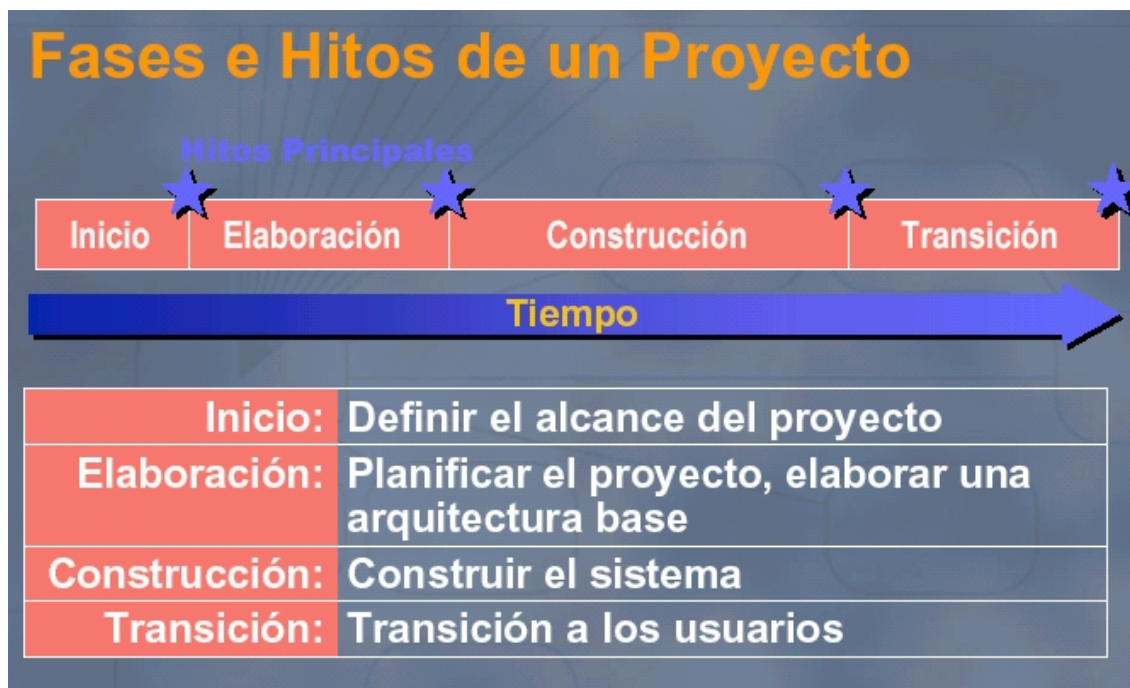 Fases e Hitos de un Proyecto
Hitos Principales
Inicio Elaboración Construcción Transición
Tiempo
Inicio: Definir el alcance del proyecto
Elaboración: Planificar el proyecto, elaborar una
arquitectura base
Construcción: Construir el sistema
Transición: Transición a los usuarios